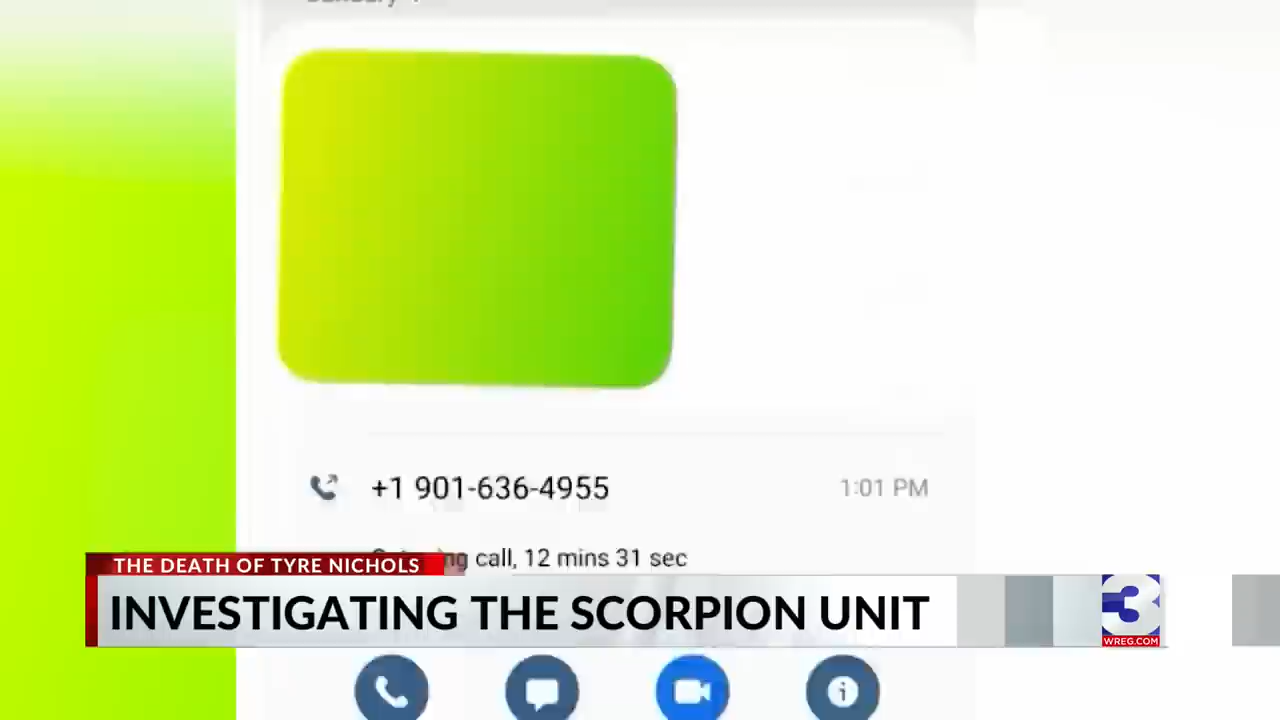 +1 901-636-4955
1:01 PM
call, 12 mins 31 sec
THE DEATH OF TYRE NICHOLS
INVESTIGATING THE SCORPION UNIT
3
WREG.COM